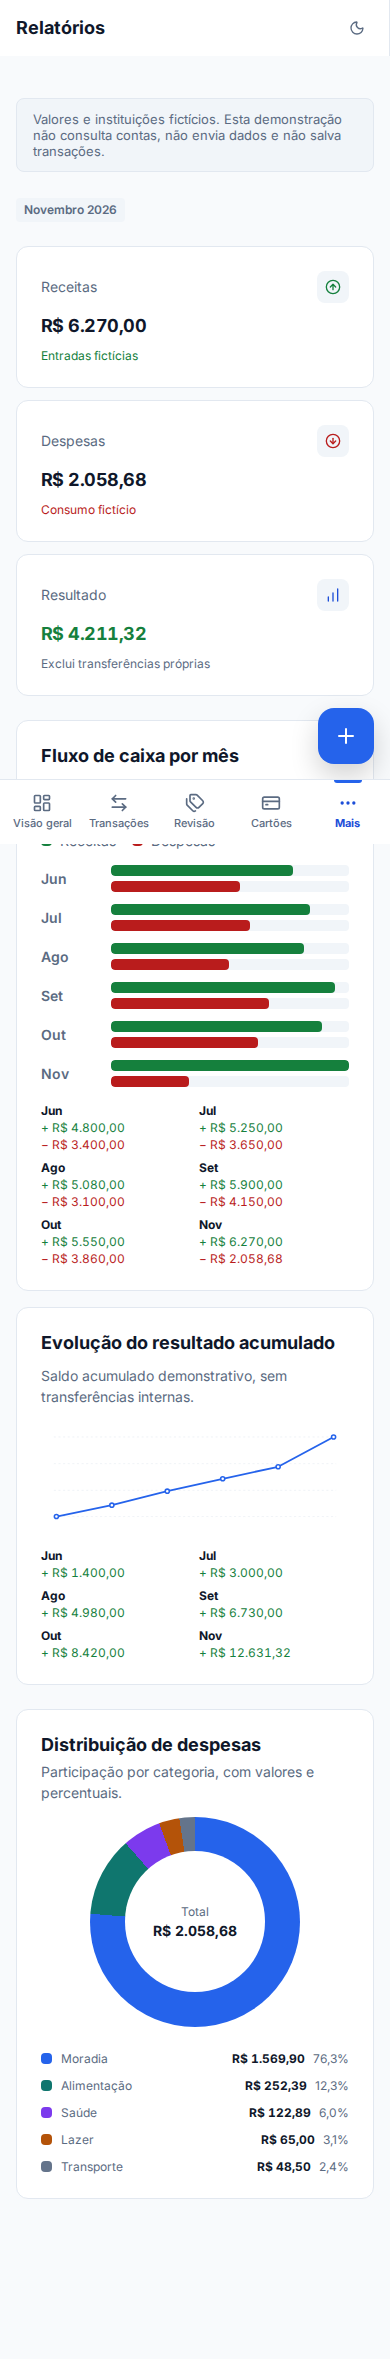 Relatórios
Valores e instituições fictícios. Esta demonstração
não consulta contas, não envia dados e não salva
transações.
Novembro 2026
Receitas
R$ 6.270,00
Entradas fictícias
Despesas
R$ 2.058,68
Consumo fictício
Resultado
R$ 4.211,32
Exclui transferências próprias
Fluxo de caixa por mês
Visão geral Transações Revisão Cartões Mais
Jun
Jul
Ago
Set
Out
Nov
Jun Jul
+ R$ 4.800,00 + R$ 5.250,00
− R$ 3.400,00 − R$ 3.650,00
Ago Set
+ R$ 5.080,00 + R$ 5.900,00
− R$ 3.100,00 − R$ 4.150,00
Out Nov
+ R$ 5.550,00 + R$ 6.270,00
− R$ 3.860,00 − R$ 2.058,68
Evolução do resultado acumulado
Saldo acumulado demonstrativo, sem
transferências internas.
Jun Jul
+ R$ 1.400,00 + R$ 3.000,00
Ago Set
+ R$ 4.980,00 + R$ 6.730,00
Out Nov
+ R$ 8.420,00 + R$ 12.631,32
Distribuição de despesas
Participação por categoria, com valores e
percentuais.
Total
R$ 2.058,68
Moradia R$ 1.569,90 76,3%
Alimentação R$ 252,39 12,3%
Saúde R$ 122,89 6,0%
Lazer R$ 65,00 3,1%
Transporte R$ 48,50 2,4%